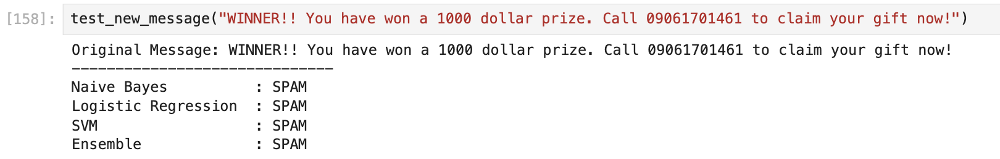 [158]: test_new_message("WINNER!! You have won a 1000 dollar prize. Call 09061701461 to claim your gift now!")
Original Message: WINNER!! You have won a 1000 dollar prize. Call 09061701461 to claim your gift now!
------------------------------
Naive Bayes          : SPAM
Logistic Regression  : SPAM
SVM                  : SPAM
Ensemble             : SPAM